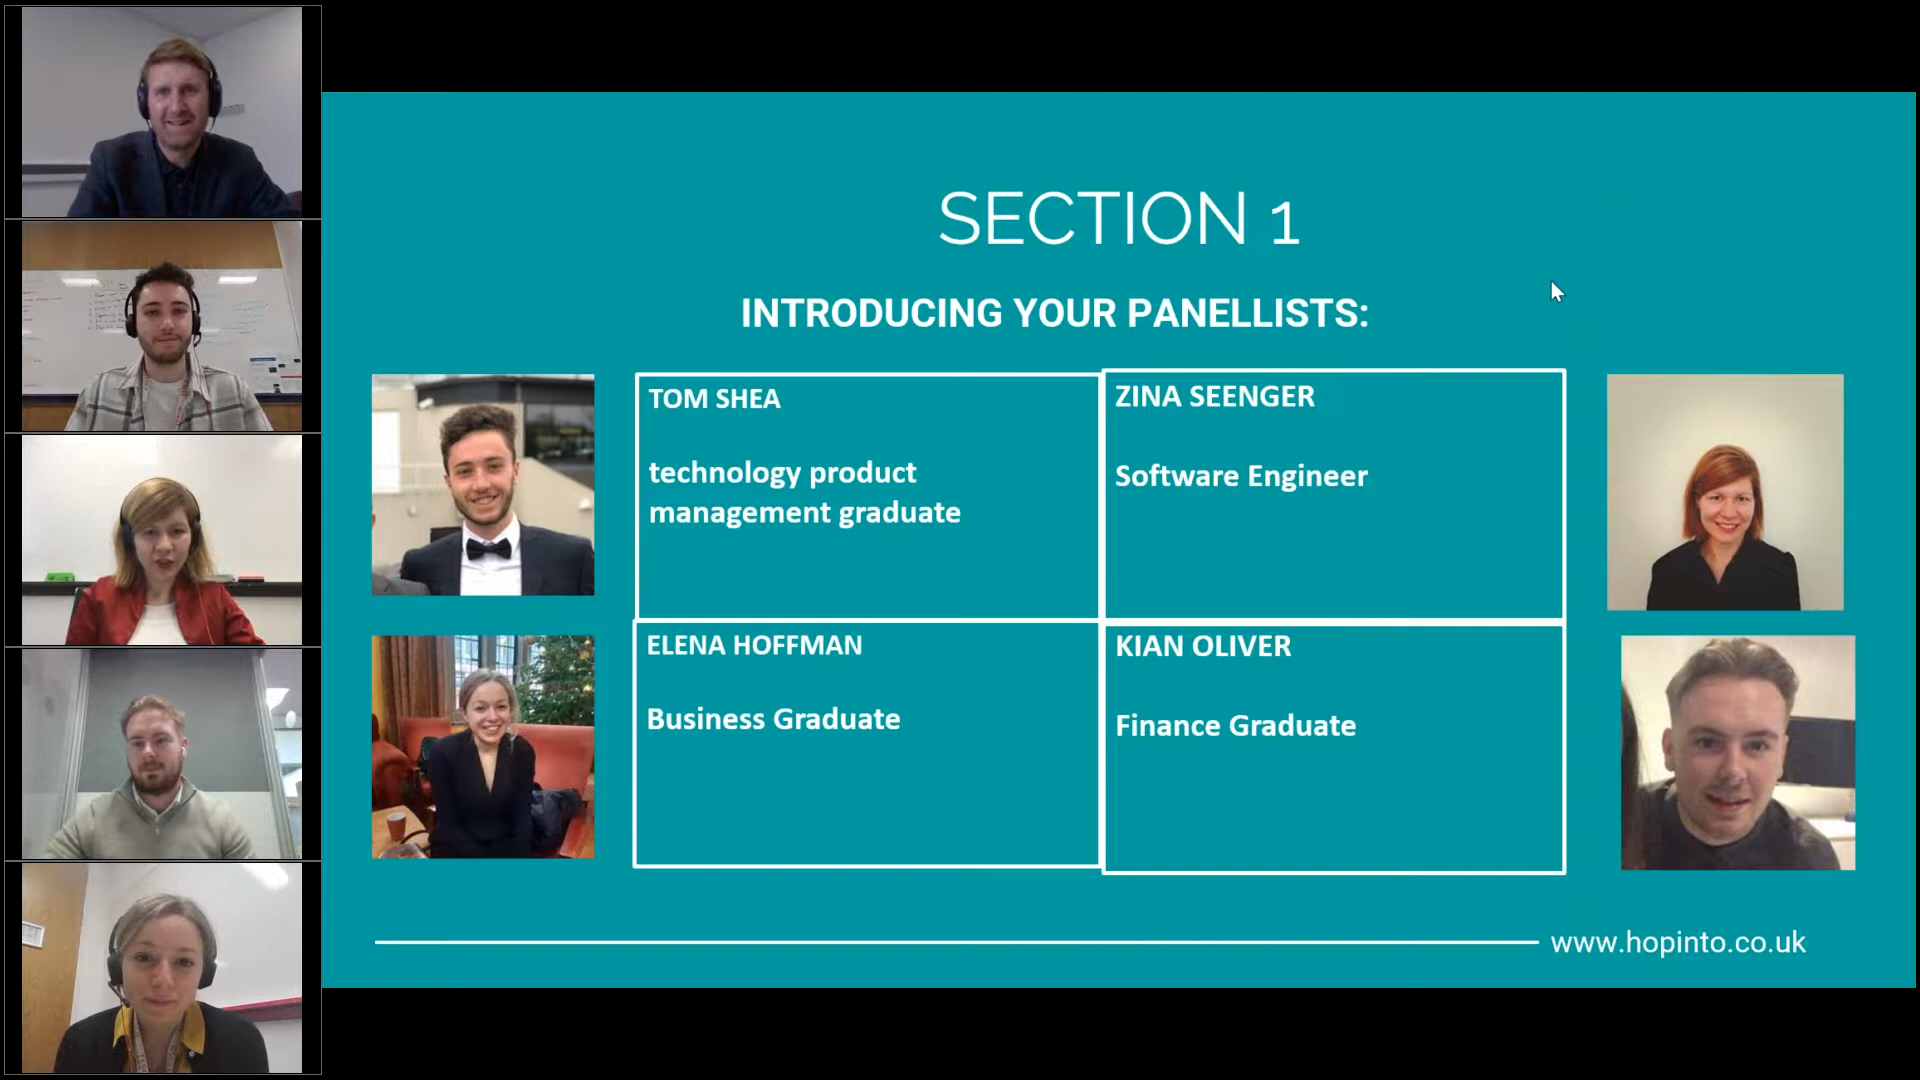 SECTION 1
INTRODUCING YOUR PANELLISTS:
TOM SHEA
technology product
management graduate
ZINA SEENGER
Software Engineer
ELENA HOFFMAN
Business Graduate
KIAN OLIVER
Finance Graduate
www.hopinto.co.uk